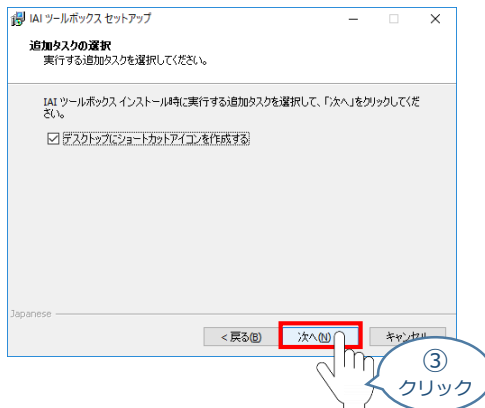 IAI ツールボックス セットアップ
追加タスクの選択
実行する追加タスクを選択してください。
IAI ツールボックス インストール時に実行する追加タスクを選択して、「次へ」をクリックしてくだ
さい。
デスクトップにショートカットアイコンを作成する
Japanese
< 戻る(B)
次へ(N)
キャンセル
③
クリック